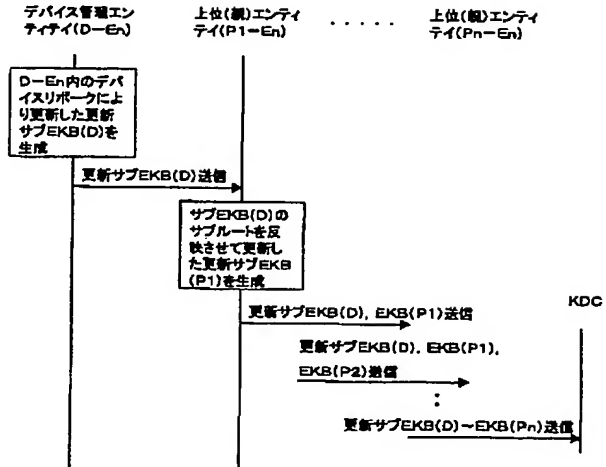 デバイス管理エン
ティテイ(D-En)
上位(親)エンティ
テイ(P1-En)
・・・・・
上位(親)エンティ
テイ(Pn-En)
D-En内のデバ
イスリボークによ
り更新した更新
サブEKB(D)を
生成
更新サブEKB(D)送信
サブEKB(D)の
サブルートを反
映させて更新し
た更新サブEKB
(P1)を生成
更新サブEKB(D), EKB(P1)送信
KDC
更新サブEKB(D), EKB(P1),
EKB(P2)送信
:
更新サブEKB(D)~EKB(Pn)送信